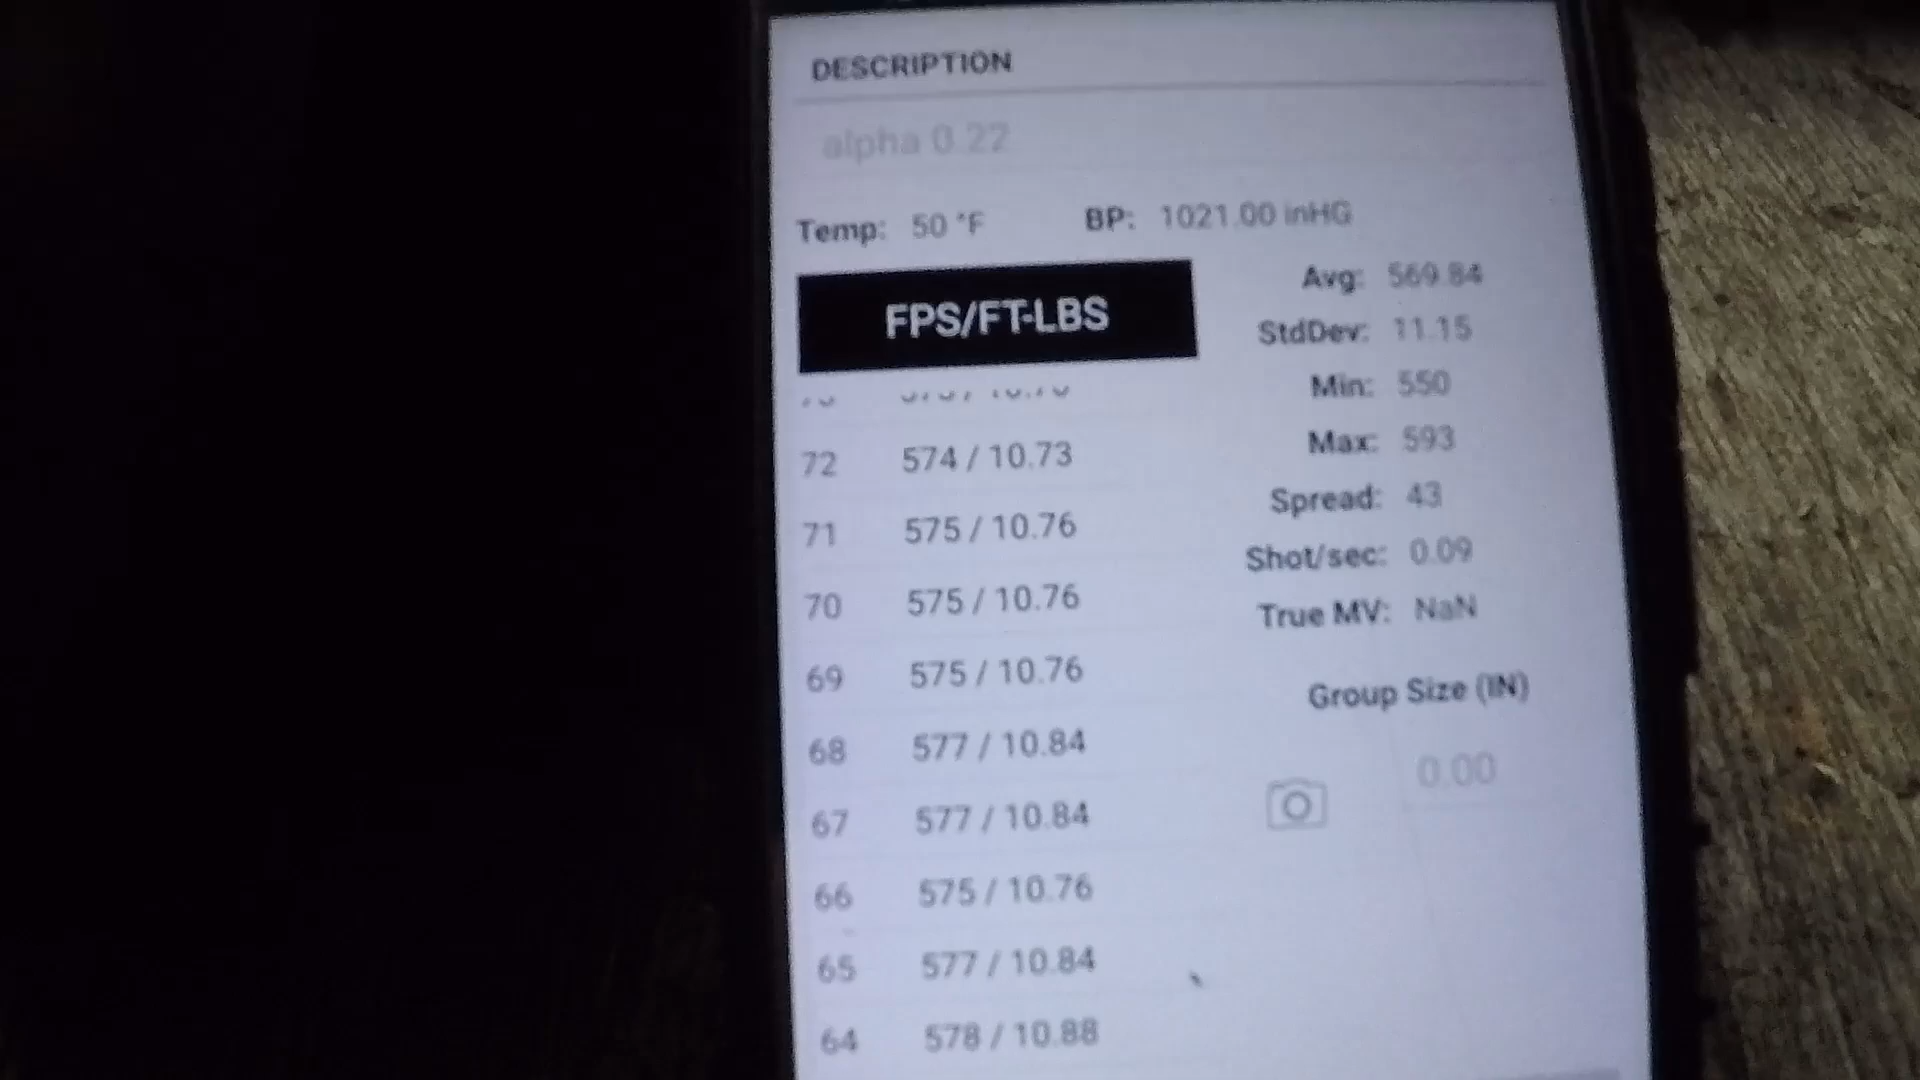 DESCRIPTION
alpha 0.22
Temp: 50 °F BP: 1021.00 inHG
FPS/FT-LBS
Avg: 569.84
StdDev: 11.15
Min: 550
Max: 593
Spread: 43
Shot/sec: 0.09
True MV: NaN
Group Size (IN)
0.00
72 574 / 10.73
71 575 / 10.76
70 575 / 10.76
69 575 / 10.76
68 577 / 10.84
67 577 / 10.84
66 575 / 10.76
65 577 / 10.84
64 578 / 10.88